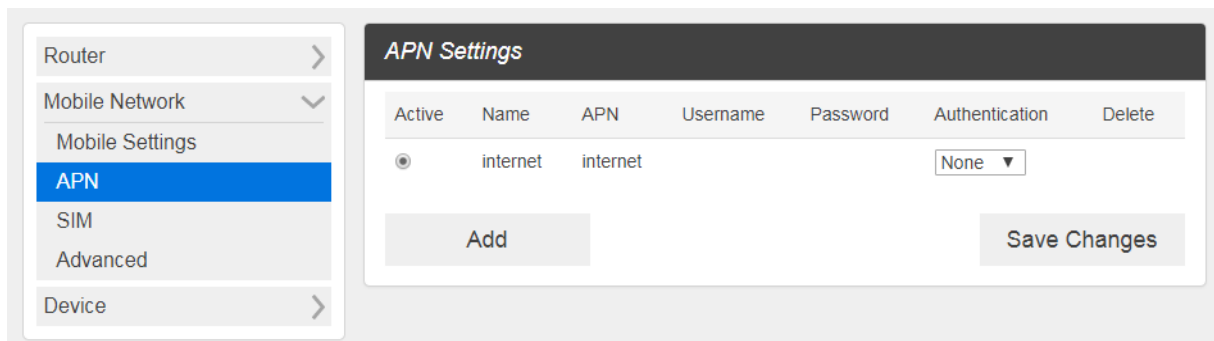 Router
Mobile Network
Mobile Settings
APN
SIM
Advanced
Device
APN Settings
Active Name APN Username Password Authentication Delete
internet internet None
Add Save Changes